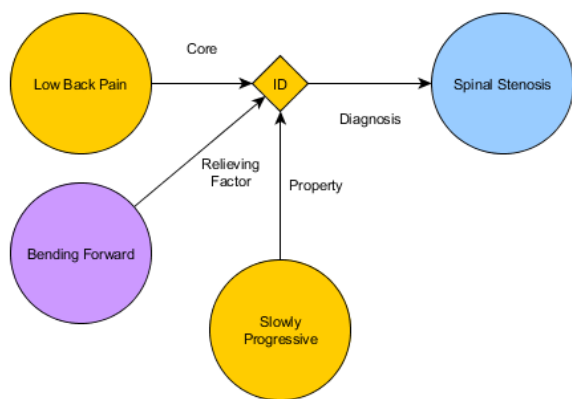 Core
Low Back Pain
ID
Spinal Stenosis
Diagnosis
Relieving
Factor
Property
Bending Forward
Slowly
Progressive